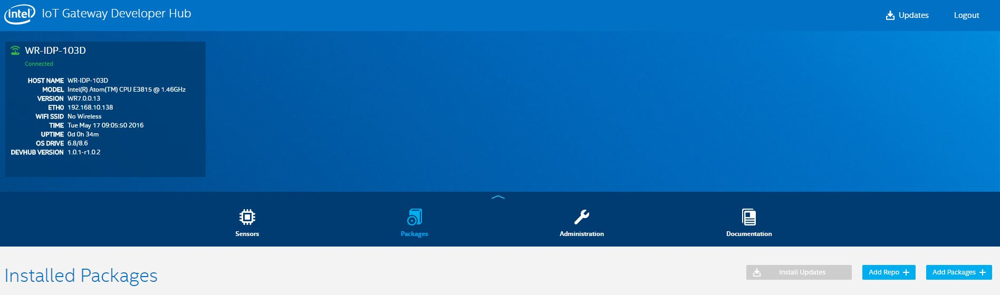 intel IoT Gateway Developer Hub Updates Logout
WR-IDP-103D
Connected
HOST NAME WR-IDP-103D
MODEL Intel(R) Atom(TM) CPU E3815 @ 1.46GHz
VERSION WR7.0.0.13
ETH0 192.168.10.138
WIFI SSID No Wireless
TIME Tue May 17 09:05:50 2016
UPTIME 0d 0h 34m
OS DRIVE 6.8/8.6
DEVHUB VERSION 1.0.1-r1.0.2
Sensors Packages Administration Documentation
Installed Packages Install Updates Add Repo + Add Packages +